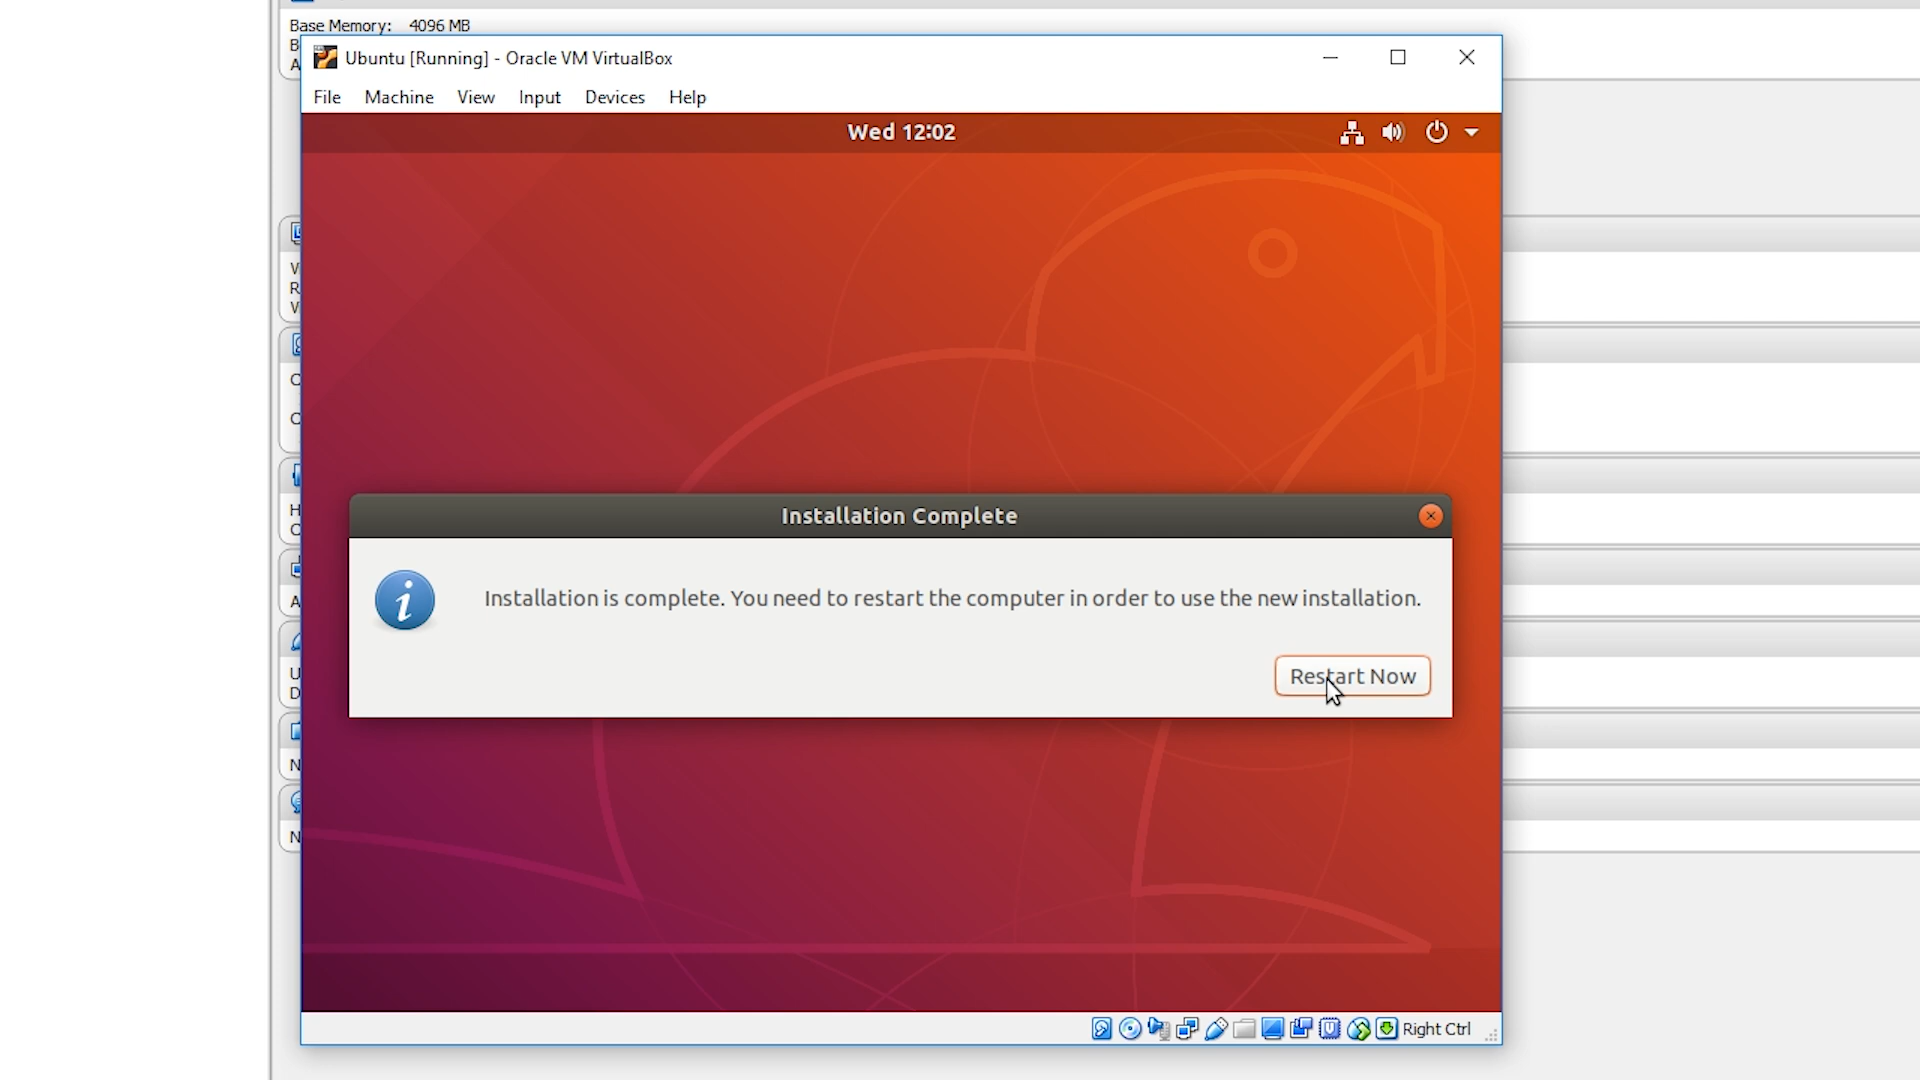 Base Memory: 4096 MB
B
A
Ubuntu [Running] - Oracle VM VirtualBox
File Machine View Input Devices Help
Wed 12:02
V
R
V
C
C
Installation Complete
H
C
Installation is complete. You need to restart the computer in order to use the new installation.
A
Restart Now
U
D
N
N
Right Ctrl